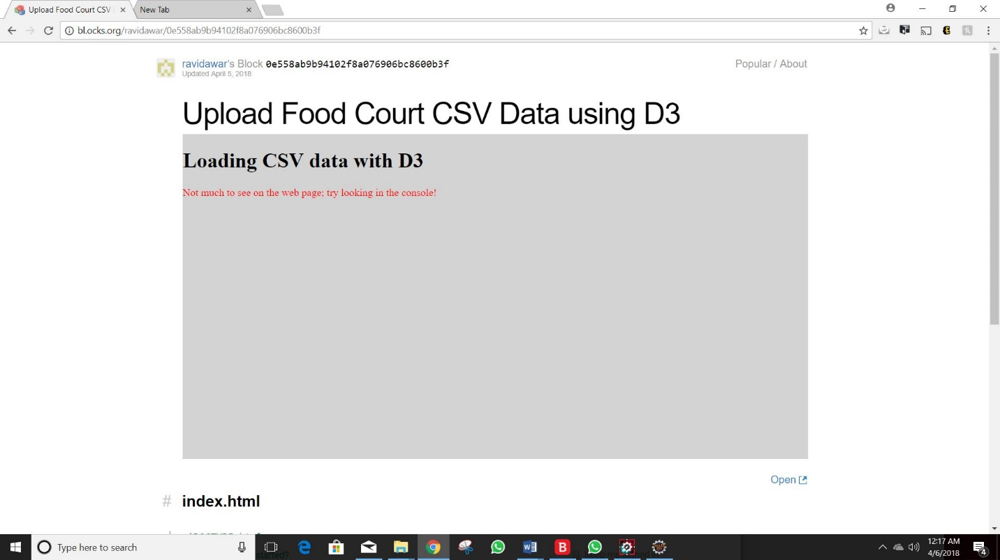 Upload Food Court CSV
New Tab
bl.ocks.org/ravidawar/0e558ab9b94102f8a076906bc8600b3f
ravidawar's Block 0e558ab9b94102f8a076906bc8600b3f
Popular / About
Updated April 5, 2018
Upload Food Court CSV Data using D3
Loading CSV data with D3
Not much to see on the web page; try looking in the console!
Open
# index.html
Type here to search
started?
12:17 AM
4/6/2018
4